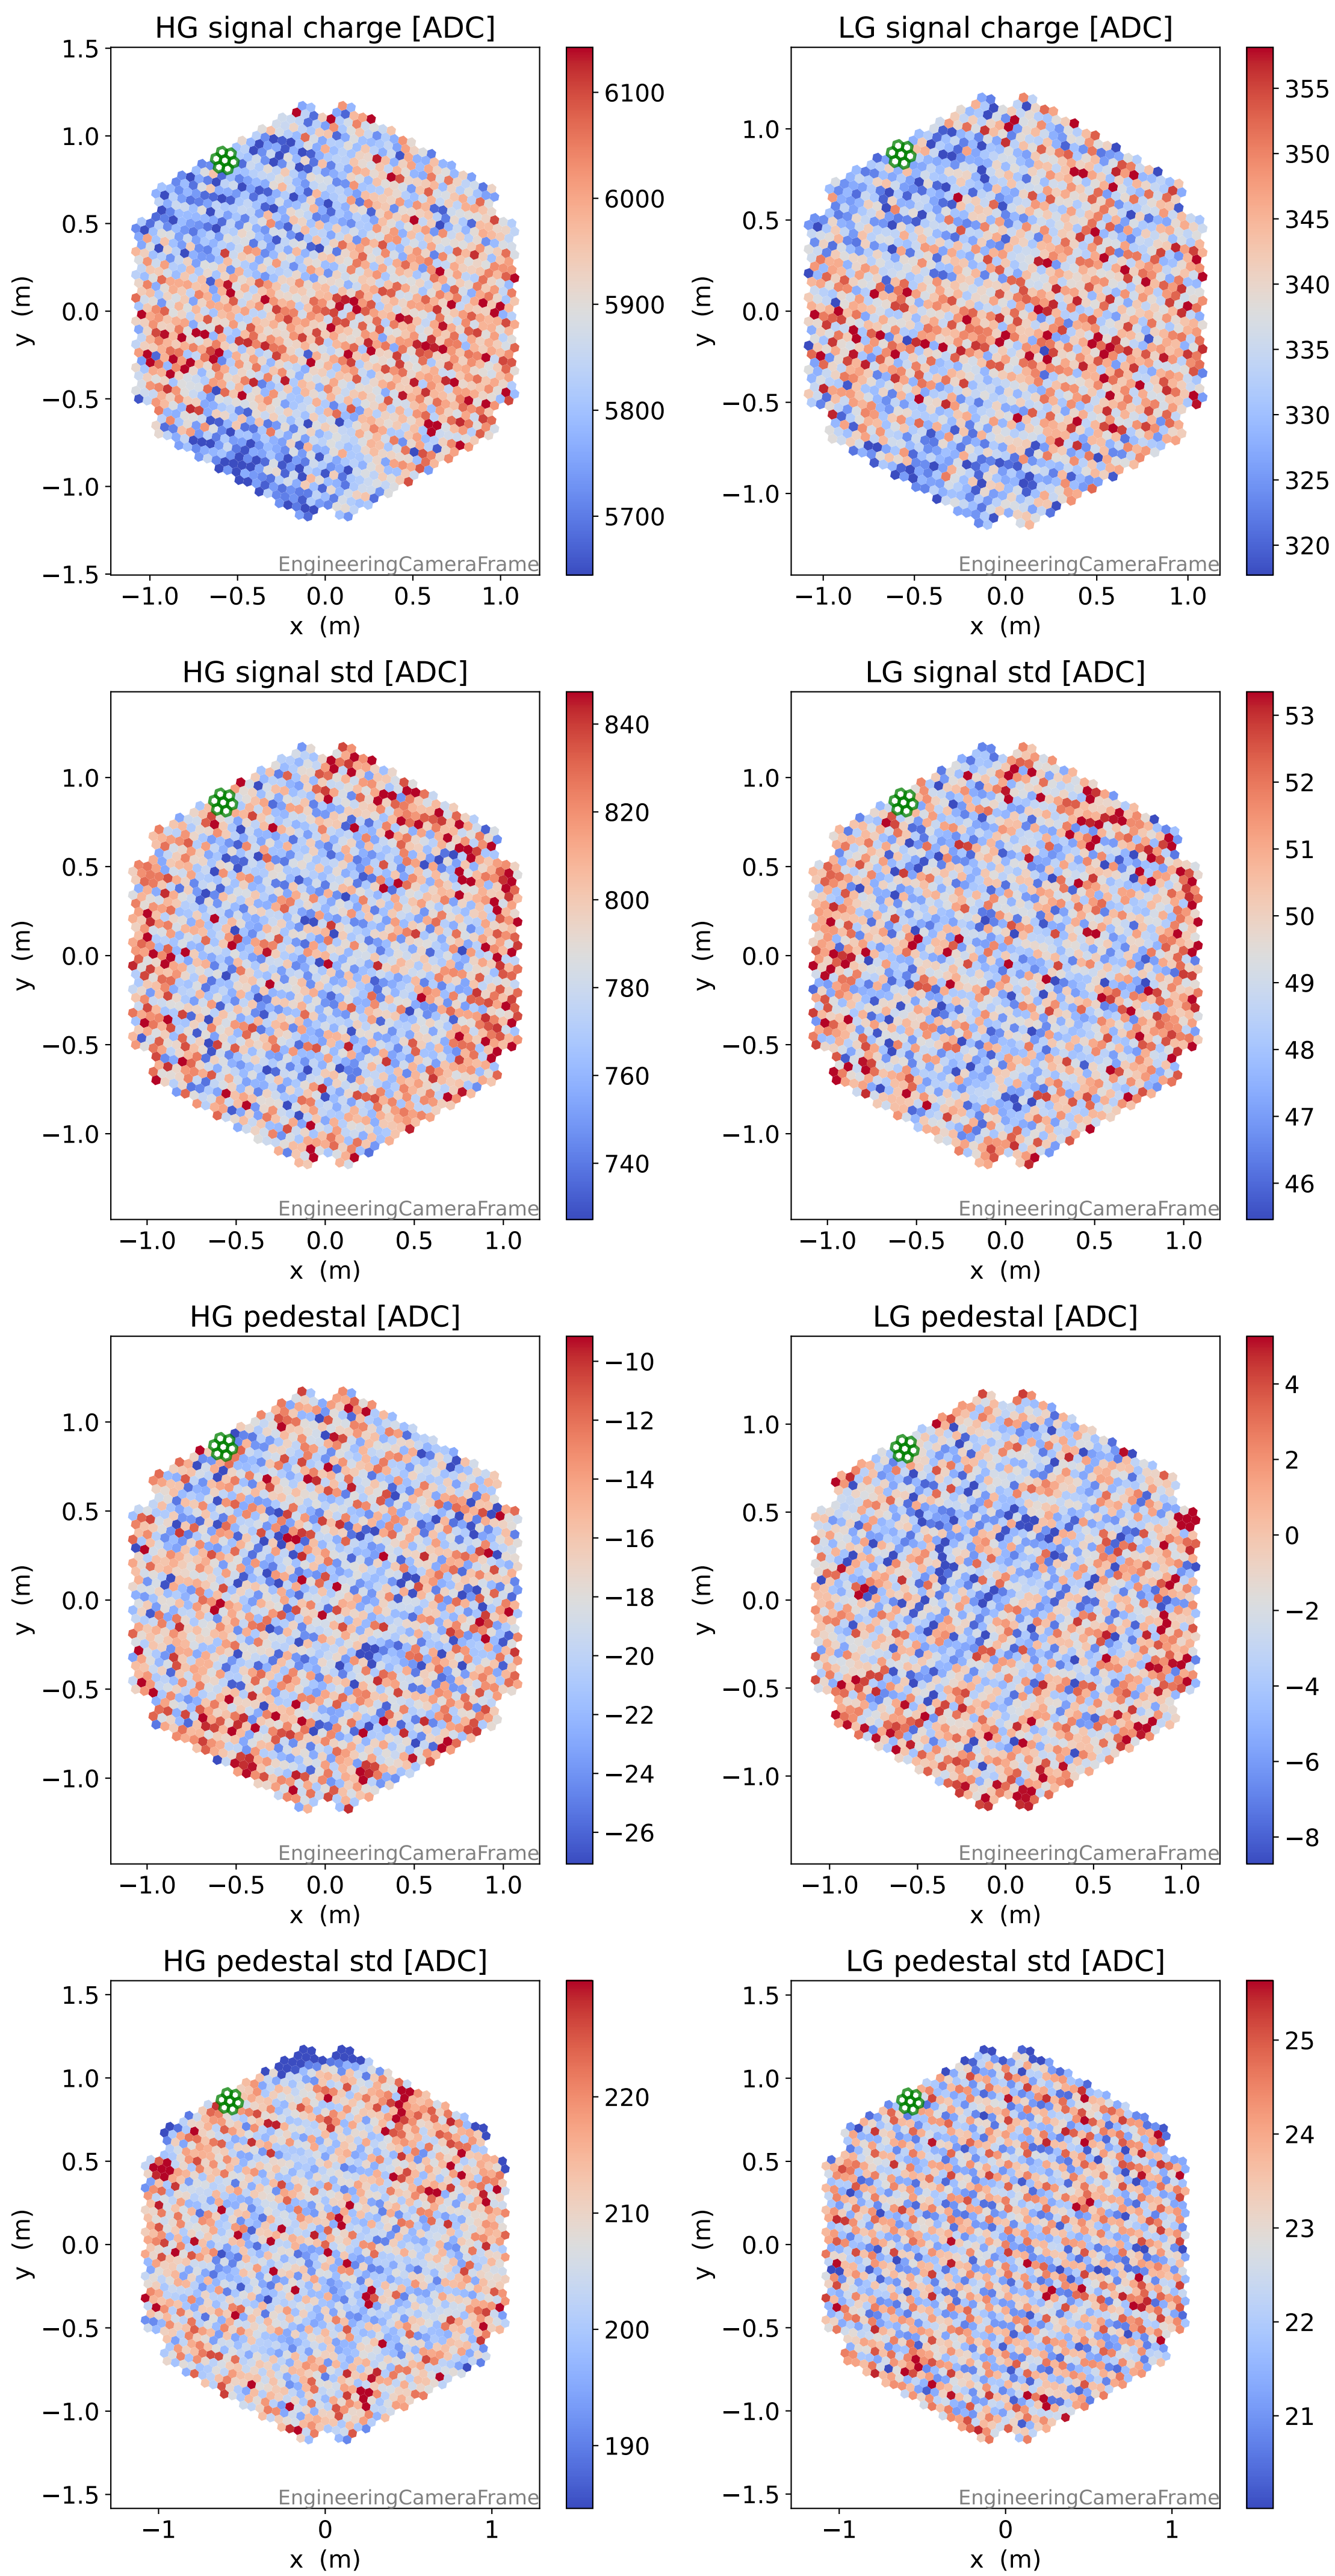 HG signal charge [ADC]
1.5
1.0
0.5
0.0
−0.5
−1.0
−1.5
y (m)
−1.0 −0.5 0.0 0.5 1.0
x (m)
EngineeringCameraFrame
6100
6000
5900
5800
5700
LG signal charge [ADC]
1.0
0.5
0.0
−0.5
−1.0
y (m)
−1.0 −0.5 0.0 0.5 1.0
x (m)
EngineeringCameraFrame
355
350
345
340
335
330
325
320
HG signal std [ADC]
1.0
0.5
0.0
−0.5
−1.0
y (m)
−1.0 −0.5 0.0 0.5 1.0
x (m)
EngineeringCameraFrame
840
820
800
780
760
740
LG signal std [ADC]
1.0
0.5
0.0
−0.5
−1.0
y (m)
−1.0 −0.5 0.0 0.5 1.0
x (m)
EngineeringCameraFrame
53
52
51
50
49
48
47
46
HG pedestal [ADC]
1.0
0.5
0.0
−0.5
−1.0
y (m)
−1.0 −0.5 0.0 0.5 1.0
x (m)
EngineeringCameraFrame
−10
−12
−14
−16
−18
−20
−22
−24
−26
LG pedestal [ADC]
1.0
0.5
0.0
−0.5
−1.0
y (m)
−1.0 −0.5 0.0 0.5 1.0
x (m)
EngineeringCameraFrame
4
2
0
−2
−4
−6
−8
HG pedestal std [ADC]
1.5
1.0
0.5
0.0
−0.5
−1.0
−1.5
y (m)
−1 0 1
x (m)
EngineeringCameraFrame
220
210
200
190
LG pedestal std [ADC]
1.5
1.0
0.5
0.0
−0.5
−1.0
−1.5
y (m)
−1 0 1
x (m)
EngineeringCameraFrame
25
24
23
22
21